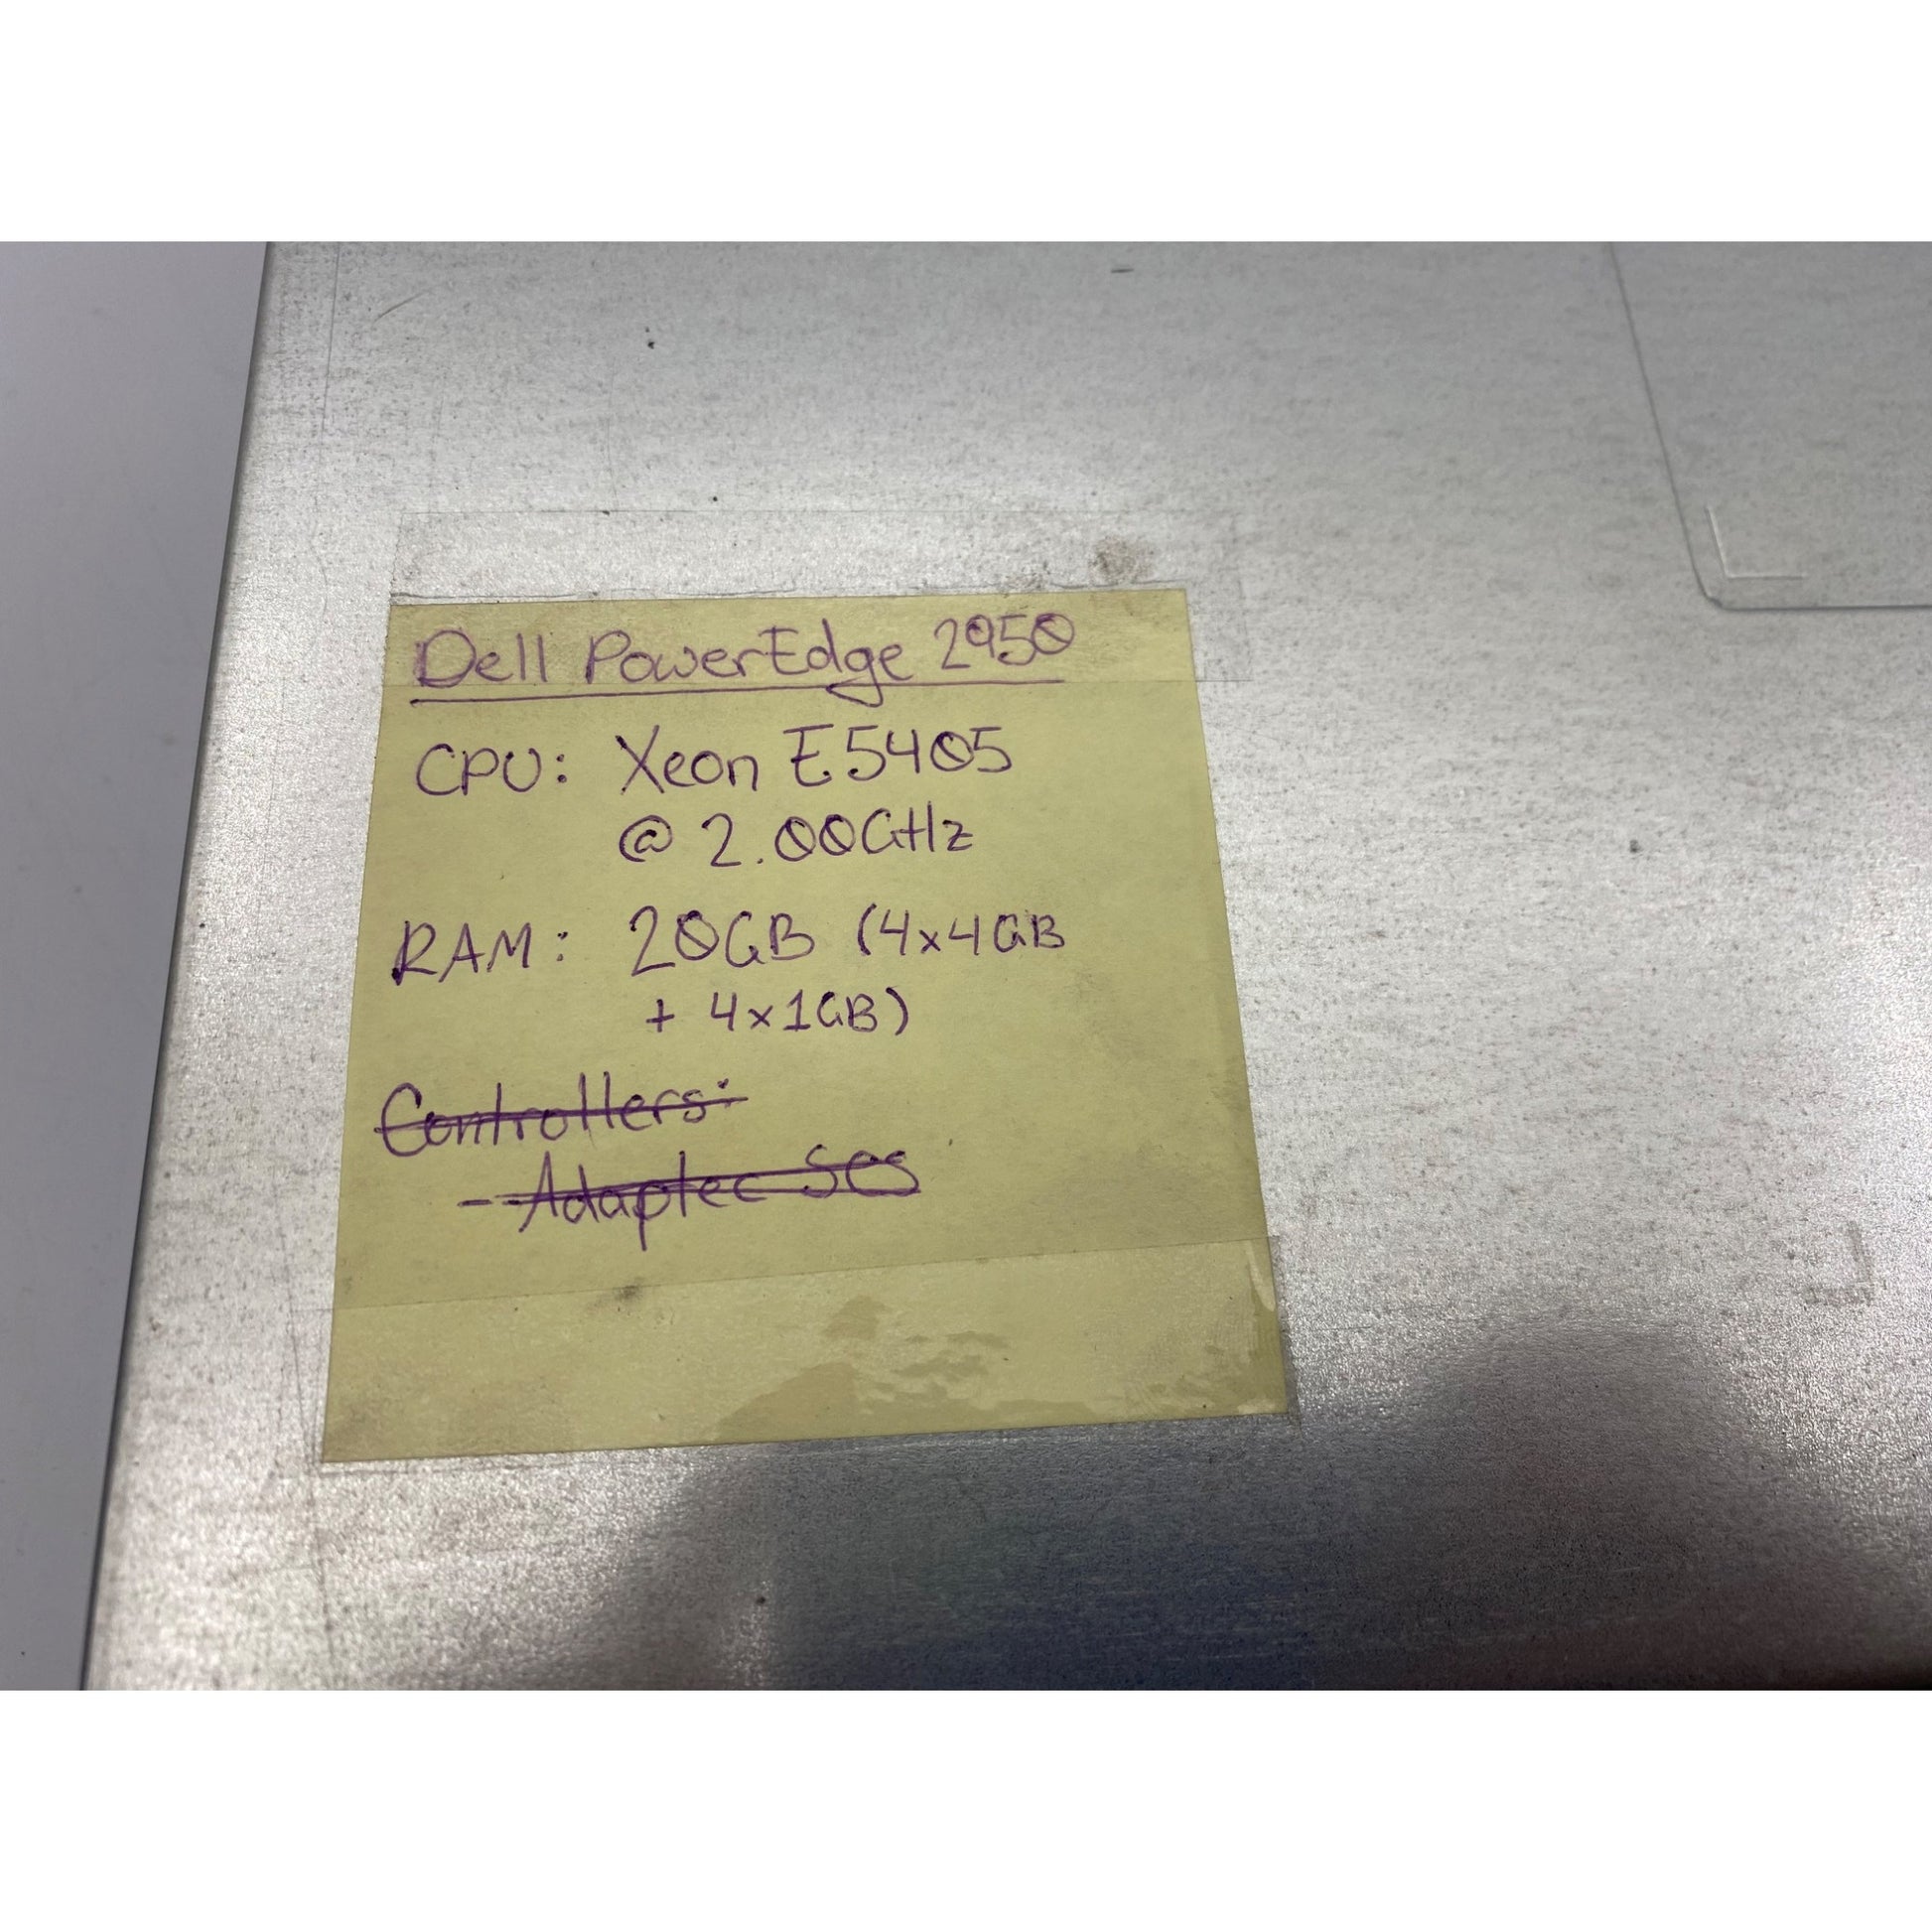 Dell PowerEdge 2950
CPU: Xeon E5405
@ 2.00GHz
RAM: 20GB (4x4GB
+ 4x1GB)
Controllers:
- Adaptec SCS